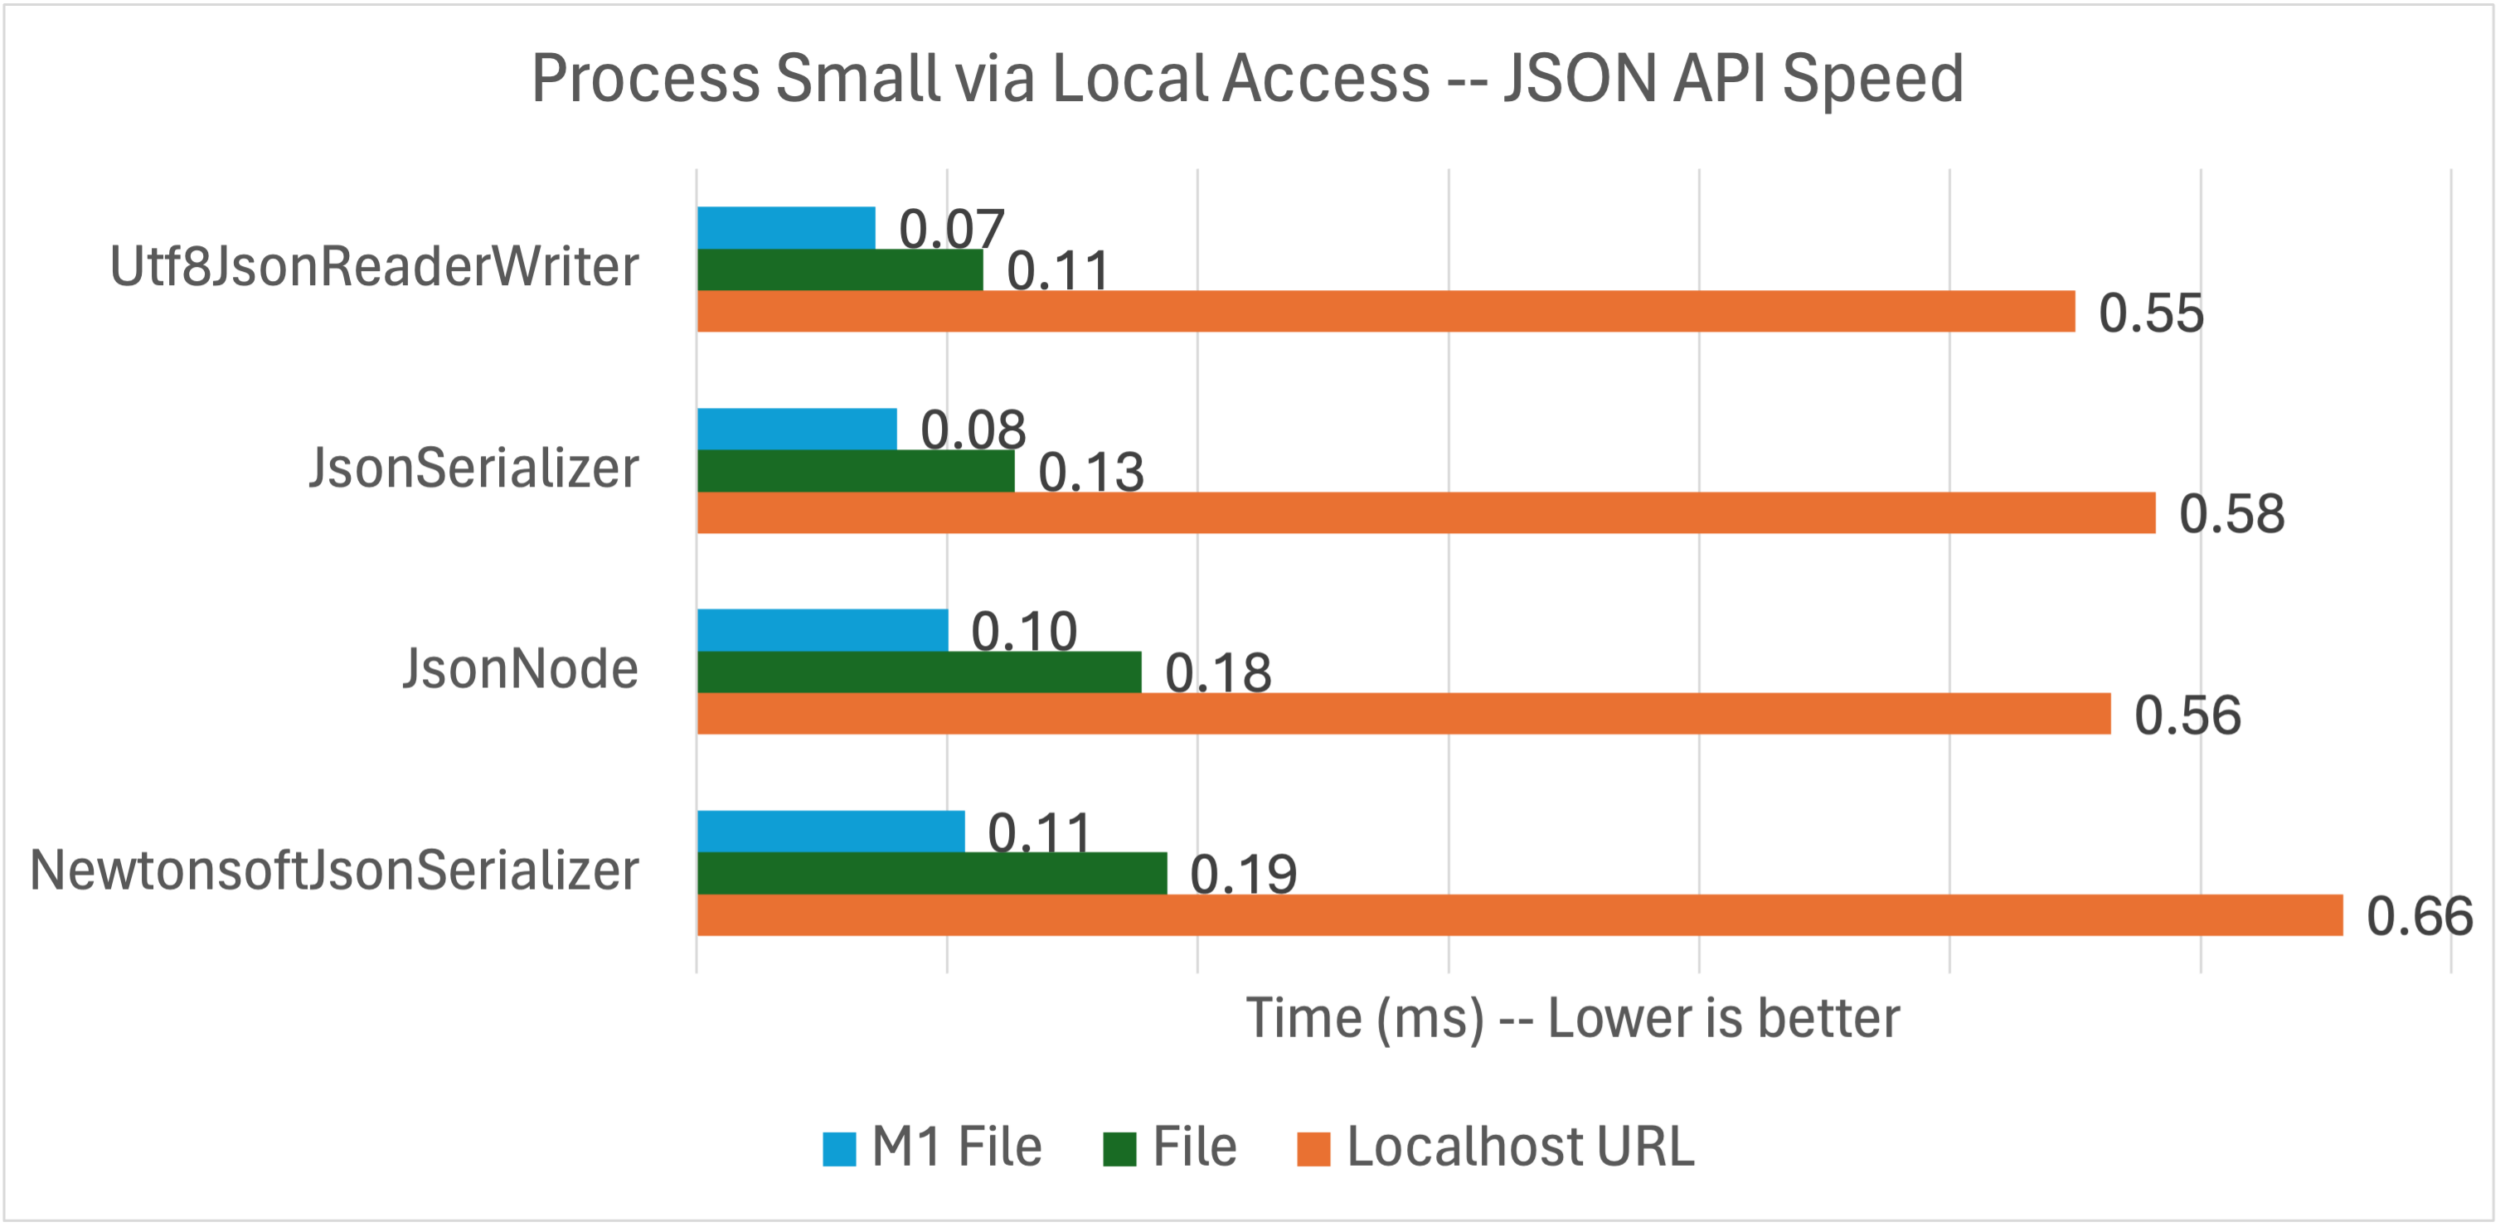 Process Small via Local Access -- JSON API Speed
Utf8JsonReaderWriter
0.07
0.11
0.55
JsonSerializer
0.08
0.13
0.58
JsonNode
0.10
0.18
0.56
NewtonsoftJsonSerializer
0.11
0.19
0.66
Time (ms) -- Lower is better
M1 File File Localhost URL